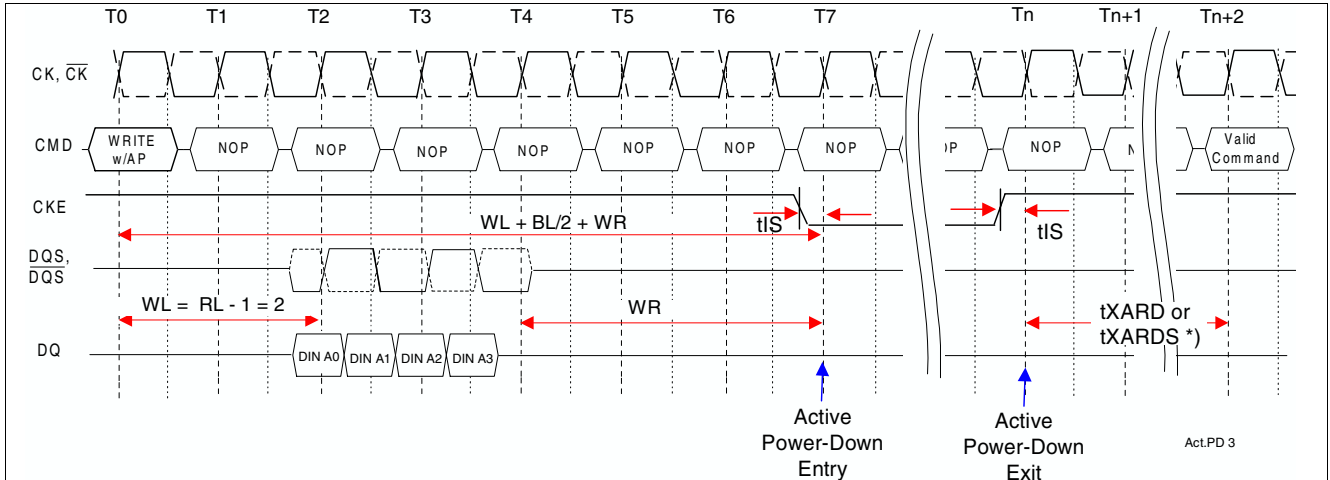 T0 T1 T2 T3 T4 T5 T6 T7 Tn Tn+1 Tn+2
CK, CK
CMD
WRITE
w/AP
NOP NOP NOP NOP NOP NOP NOP NOP
Valid
Command
CKE
WL + BL/2 + WR
tIS
tIS
DQS,
DQS
WL = RL - 1 = 2
WR
tXARD or
tXARDS *)
DQ
DIN A0 DIN A1 DIN A2 DIN A3
Active
Power-Down
Entry
Active
Power-Down
Exit
Act.PD 3